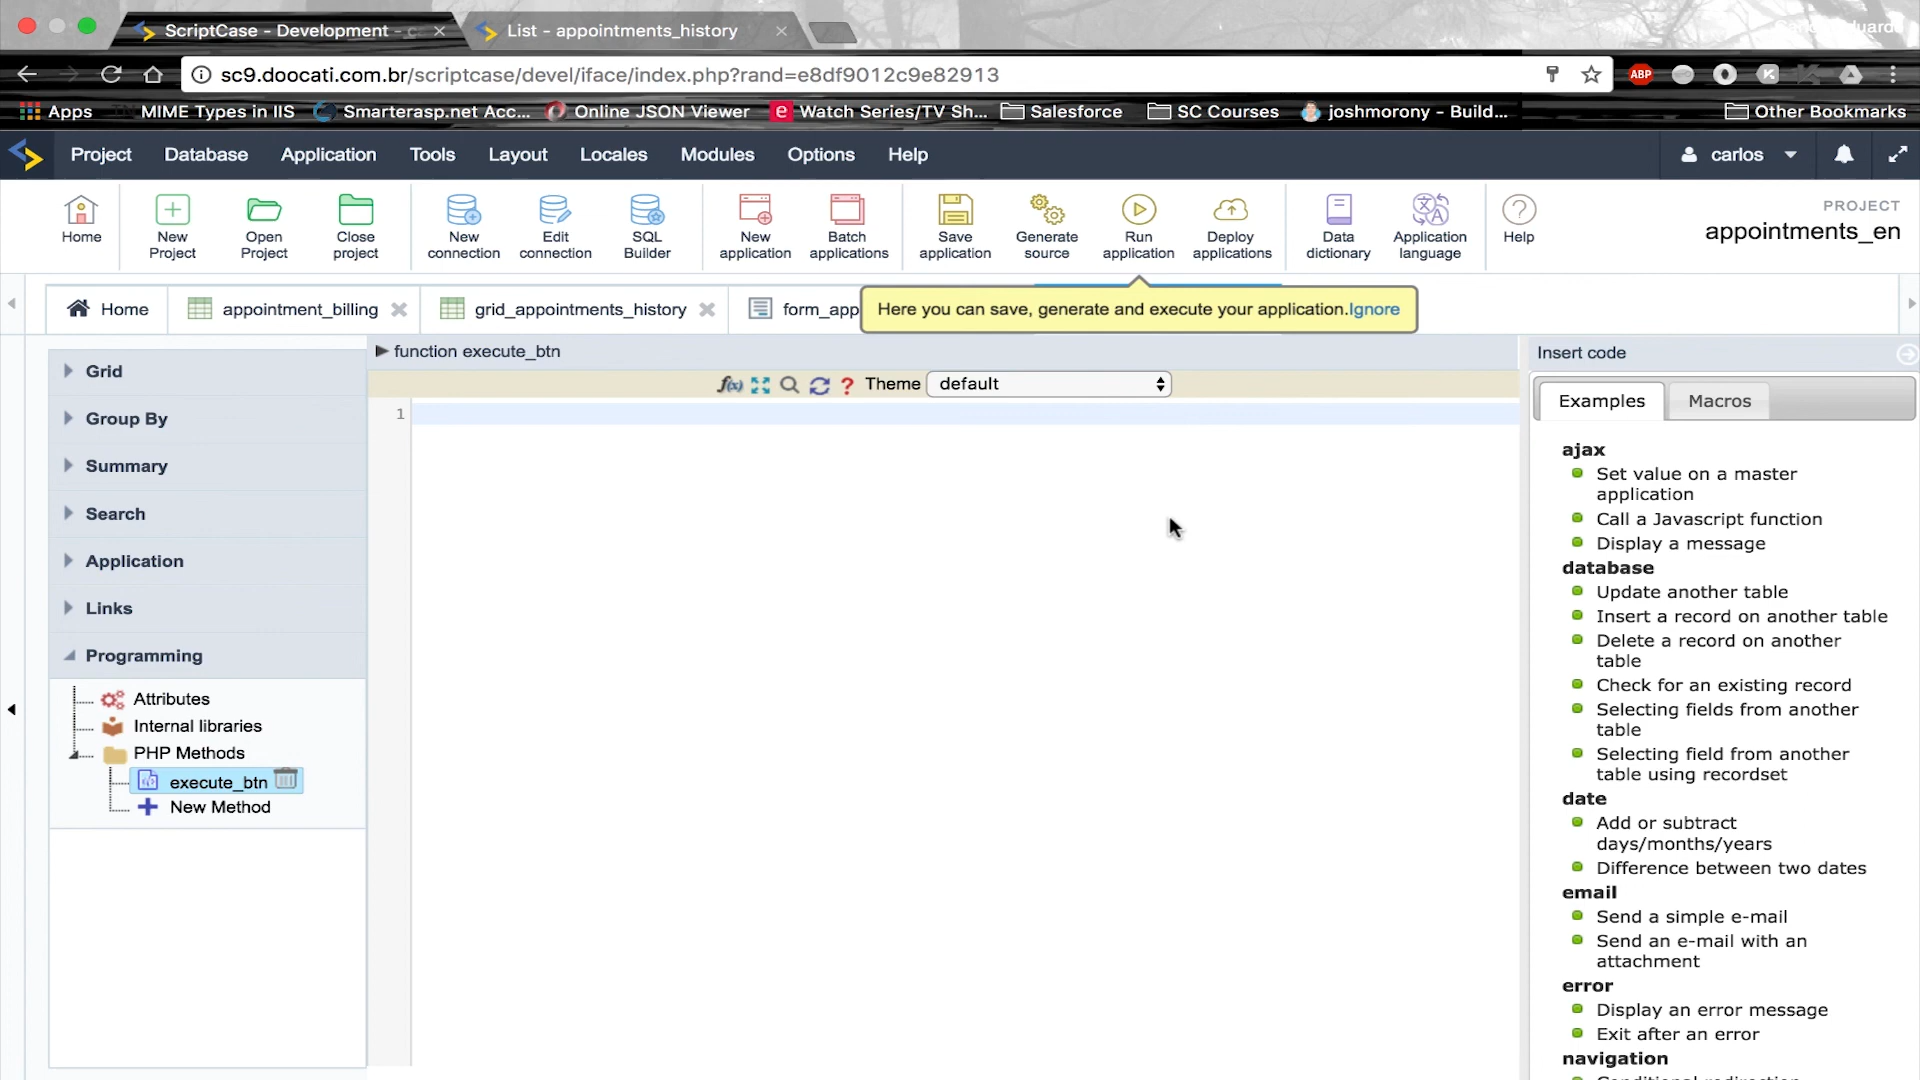 ScriptCase - Development -
List - appointments_history
sc9.doocati.com.br/scriptcase/devel/iface/index.php?rand=e8df9012c9e82913
ABP
Apps
MIME Types in IIS
Smarterasp.net Acc...
Online JSON Viewer
Watch Series/TV Sh...
Salesforce
SC Courses
joshmorony - Build...
Other Bookmarks
Project
Database
Application
Tools
Layout
Locales
Modules
Options
Help
carlos
Home
New Project
Open Project
Close project
New connection
Edit connection
SQL Builder
New application
Batch applications
Save application
Generate source
Run application
Deploy applications
Data dictionary
Application language
Help
PROJECT
appointments_en
Home
appointment_billing
grid_appointments_history
form_app
Here you can save, generate and execute your application.Ignore
Grid
Group By
Summary
Search
Application
Links
Programming
Attributes
Internal libraries
PHP Methods
execute_btn
New Method
function execute_btn
f(x)
?
Theme
default
1
Insert code
Examples
Macros
ajax
Set value on a master
application
Call a Javascript function
Display a message
database
Update another table
Insert a record on another table
Delete a record on another
table
Check for an existing record
Selecting fields from another
table
Selecting field from another
table using recordset
date
Add or subtract
days/months/years
Difference between two dates
email
Send a simple e-mail
Send an e-mail with an
attachment
error
Display an error message
Exit after an error
navigation